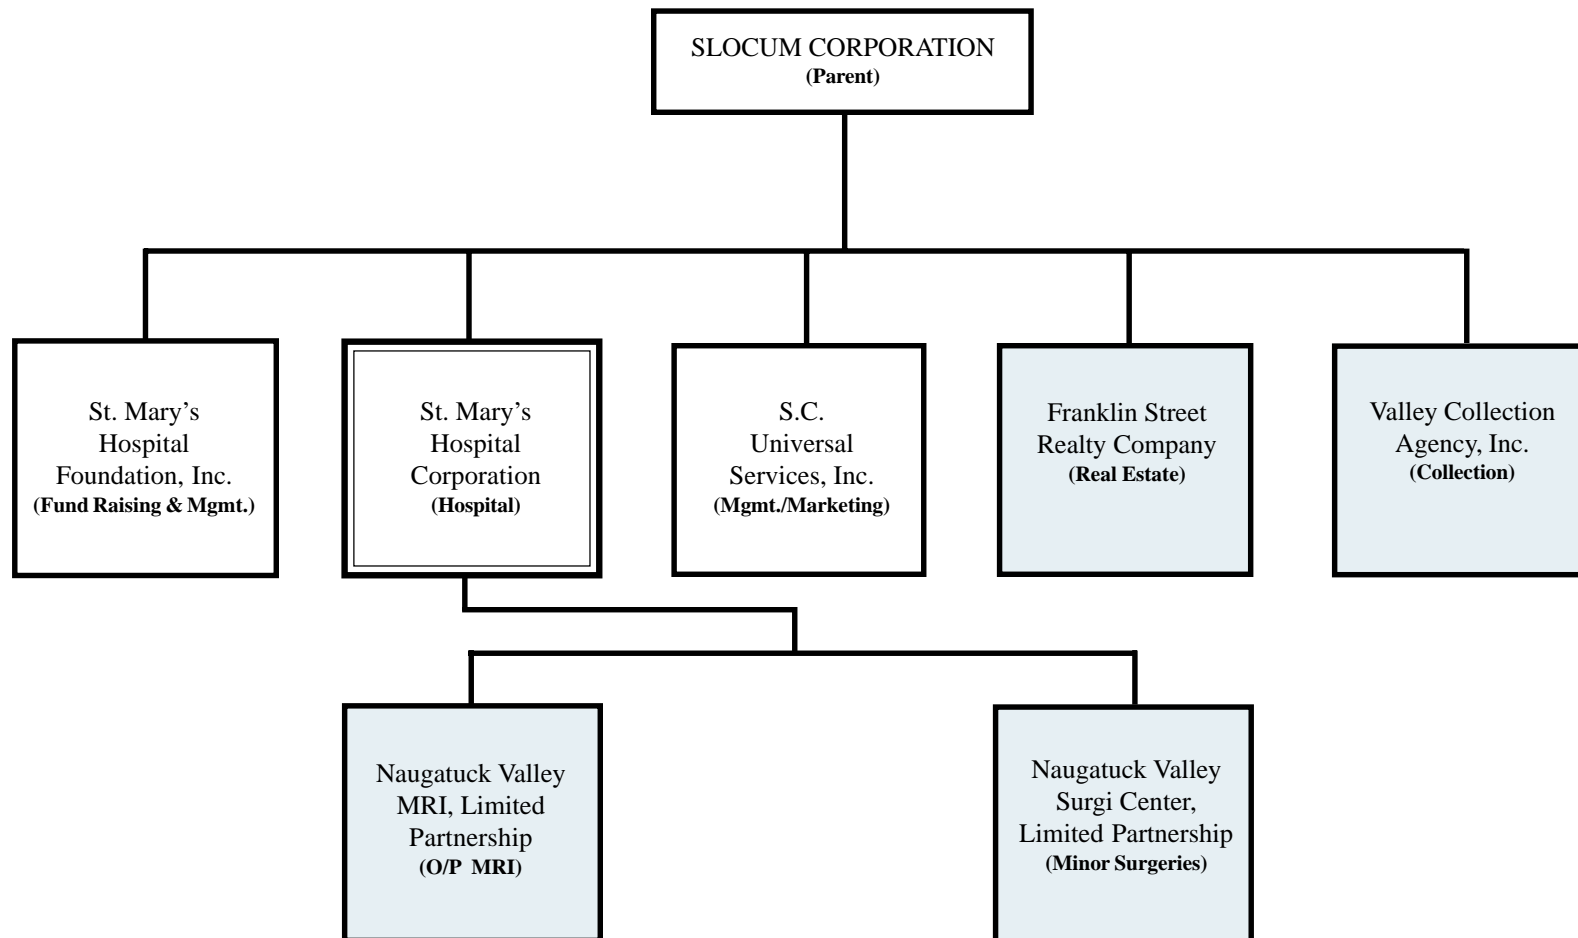 SLOCUM CORPORATION
(Parent)
St. Mary’s
Hospital
Foundation, Inc.
(Fund Raising & Mgmt.)
St. Mary’s
Hospital
Corporation
(Hospital)
S.C.
Universal
Services, Inc.
(Mgmt./Marketing)
Franklin Street
Realty Company
(Real Estate)
Valley Collection
Agency, Inc.
(Collection)
Naugatuck Valley
MRI, Limited
Partnership
(O/P MRI)
Naugatuck Valley
Surgi Center,
Limited Partnership
(Minor Surgeries)